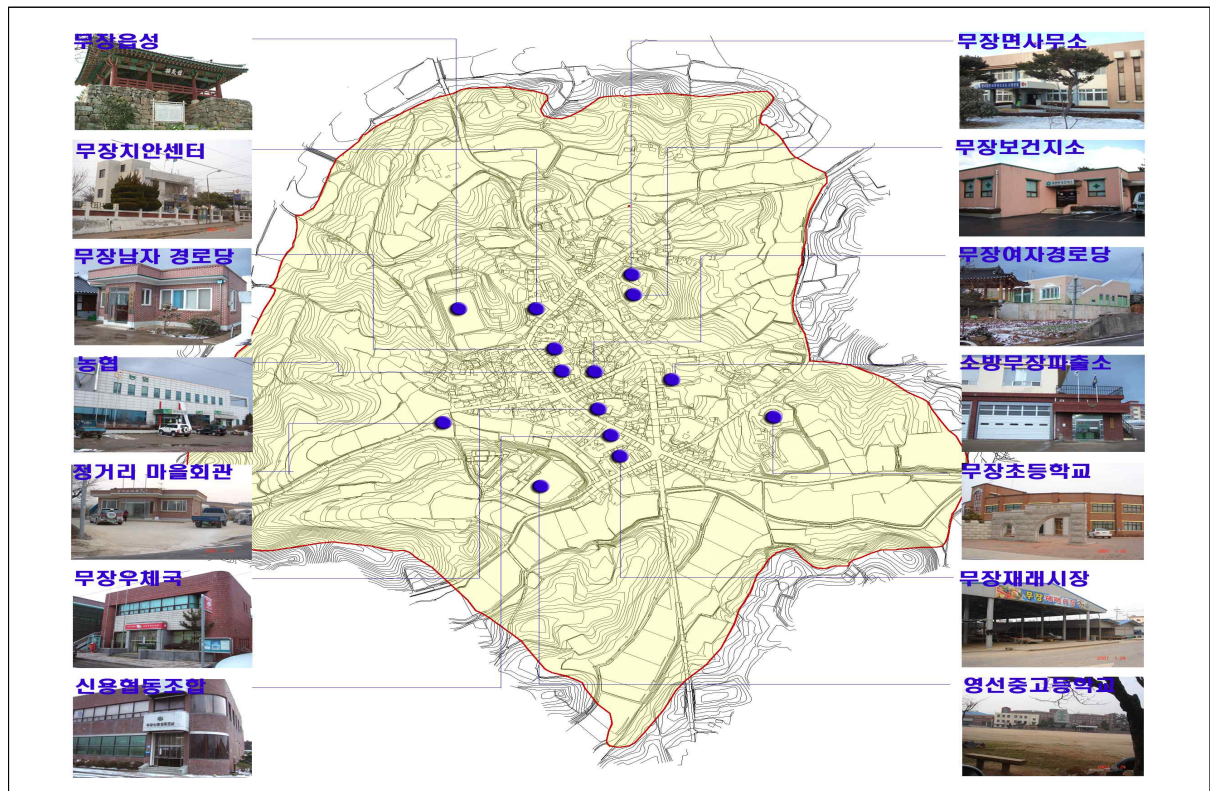 무장읍성
무장면사무소
무장치안센터
무장보건지소
무장남자 경로당
무장여자경로당
농협
소방무장파출소
정거리 마을회관
무장초등학교
무장우체국
무장재래시장
무장
신용협동조합
영선중고등학교